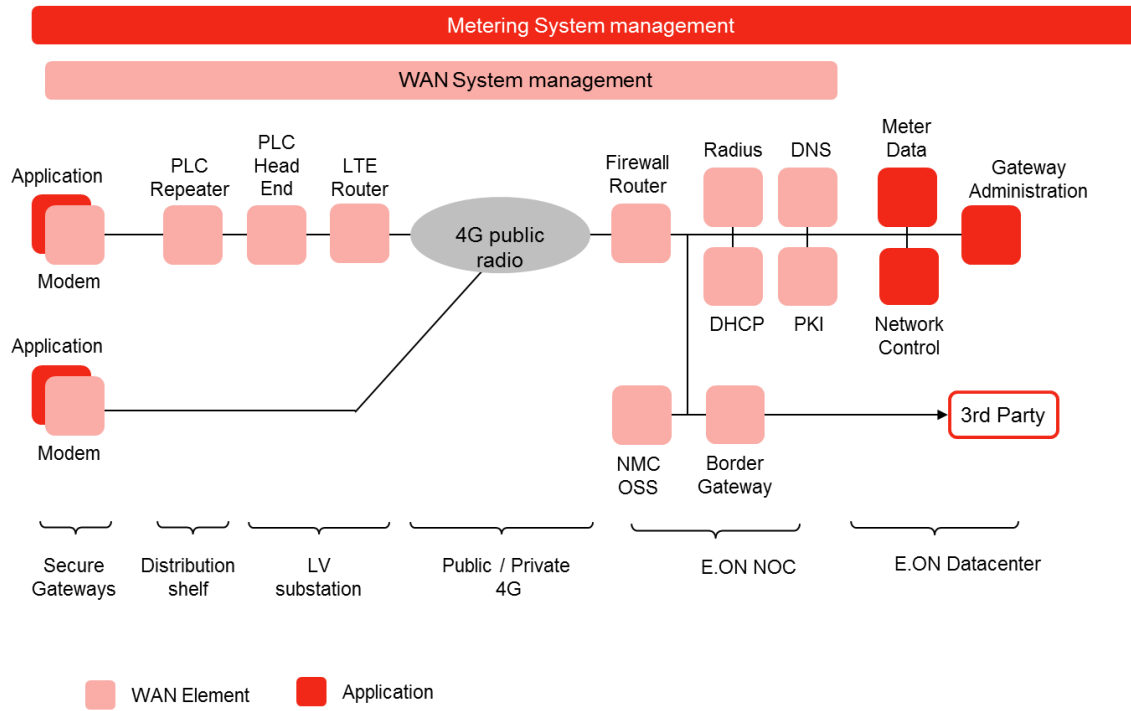 Metering System management
WAN System management
Application
PLC
Repeater
PLC
Head
End
LTE
Router
4G public
radio
Firewall
Router
Radius
DNS
Meter
Data
Gateway
Administration
Modem
DHCP
PKI
Network
Control
Application
Modem
NMC
OSS
Border
Gateway
3rd Party
Secure
Gateways
Distribution
shelf
LV
substation
Public / Private
4G
E.ON NOC
E.ON Datacenter
WAN Element
Application